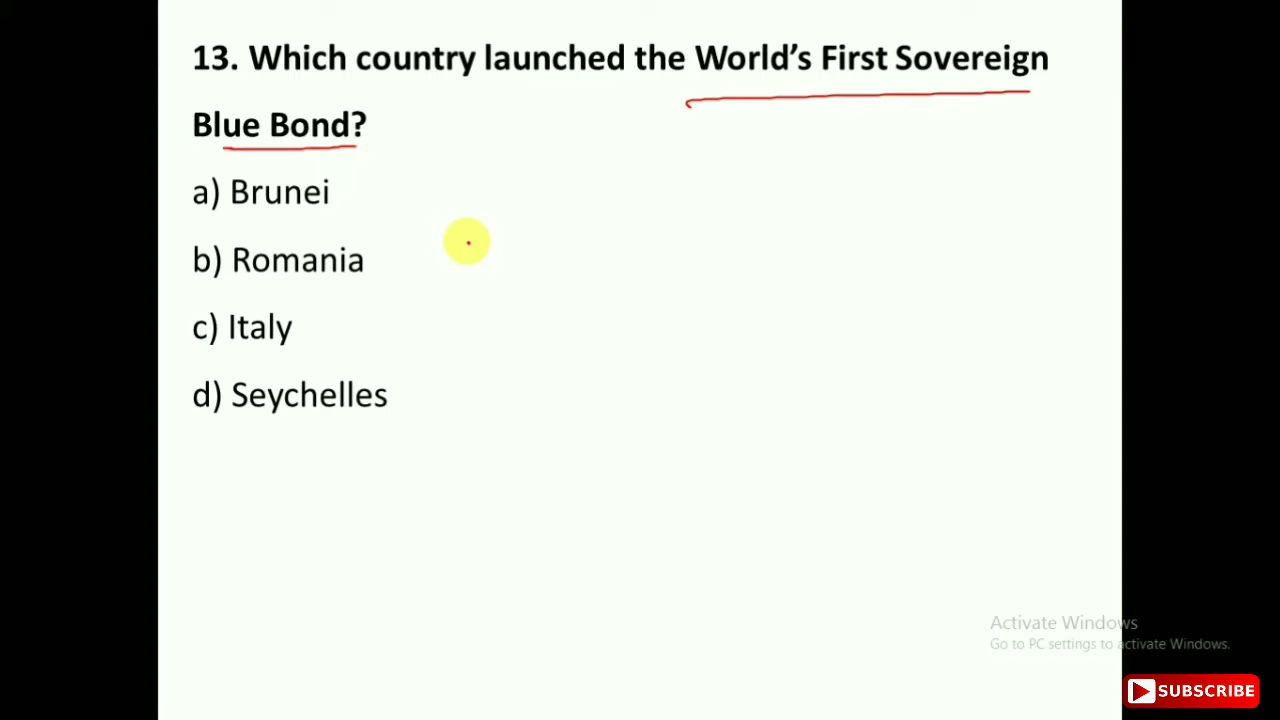 13. Which country launched the World’s First Sovereign
Blue Bond?
a) Brunei
b) Romania
c) Italy
d) Seychelles
Activate Windows
Go to PC settings to activate Windows.
SUBSCRIBE